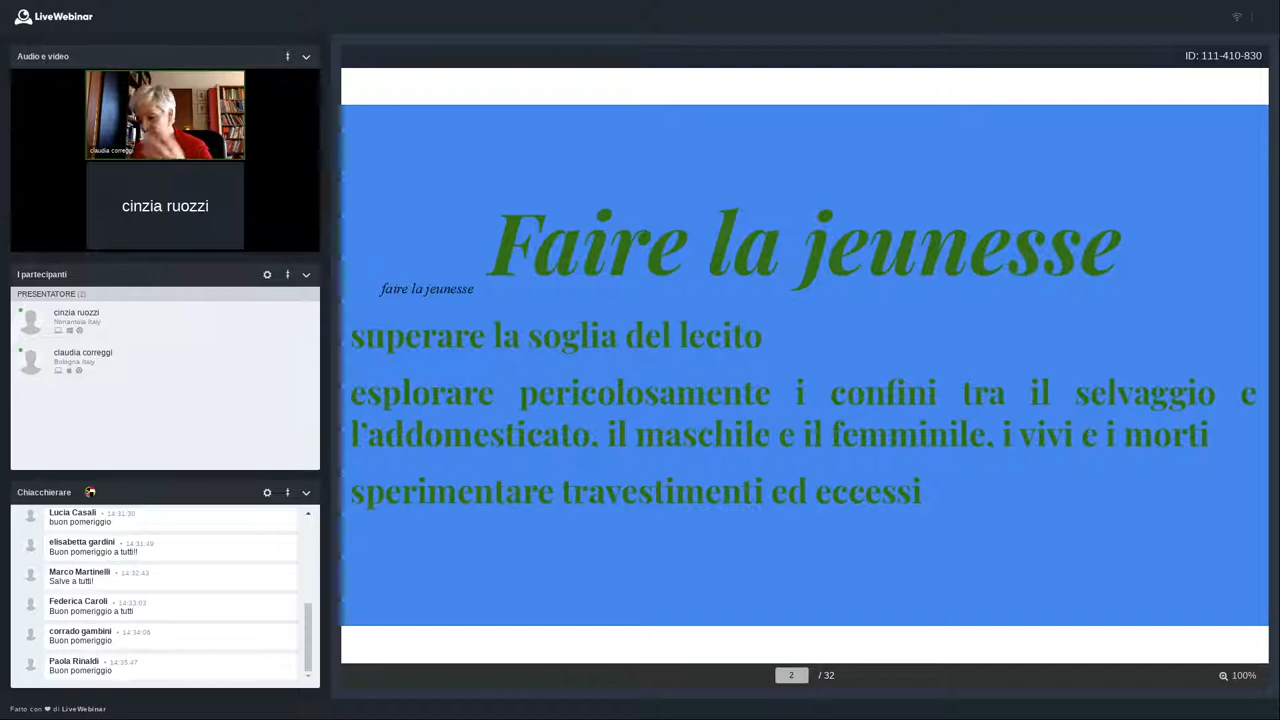 LiveWebinar
Audio e video
claudia correggi
cinzia ruozzi
I partecipanti
PRESENTATORE (2)
cinzia ruozzi
Nonantola Italy
claudia correggi
Bologna Italy
Chiacchierare
Lucia Casali • 14:31:30
buon pomeriggio
elisabetta gardini • 14:31:49
Buon pomeriggio a tutti!!
Marco Martinelli • 14:32:43
Salve a tutti!
Federica Caroli • 14:33:03
Buon pomeriggio a tutti
corrado gambini • 14:34:06
Buon pomeriggio
Paola Rinaldi • 14:35:47
Buon pomeriggio
Fatto con ❤ di LiveWebinar
ID: 111-410-830
Faire la jeunesse
faire la jeunesse
superare la soglia del lecito
esplorare pericolosamente i confini tra il selvaggio e
l'addomesticato, il maschile e il femminile, i vivi e i morti
sperimentare travestimenti ed eccessi
2 / 32
100%